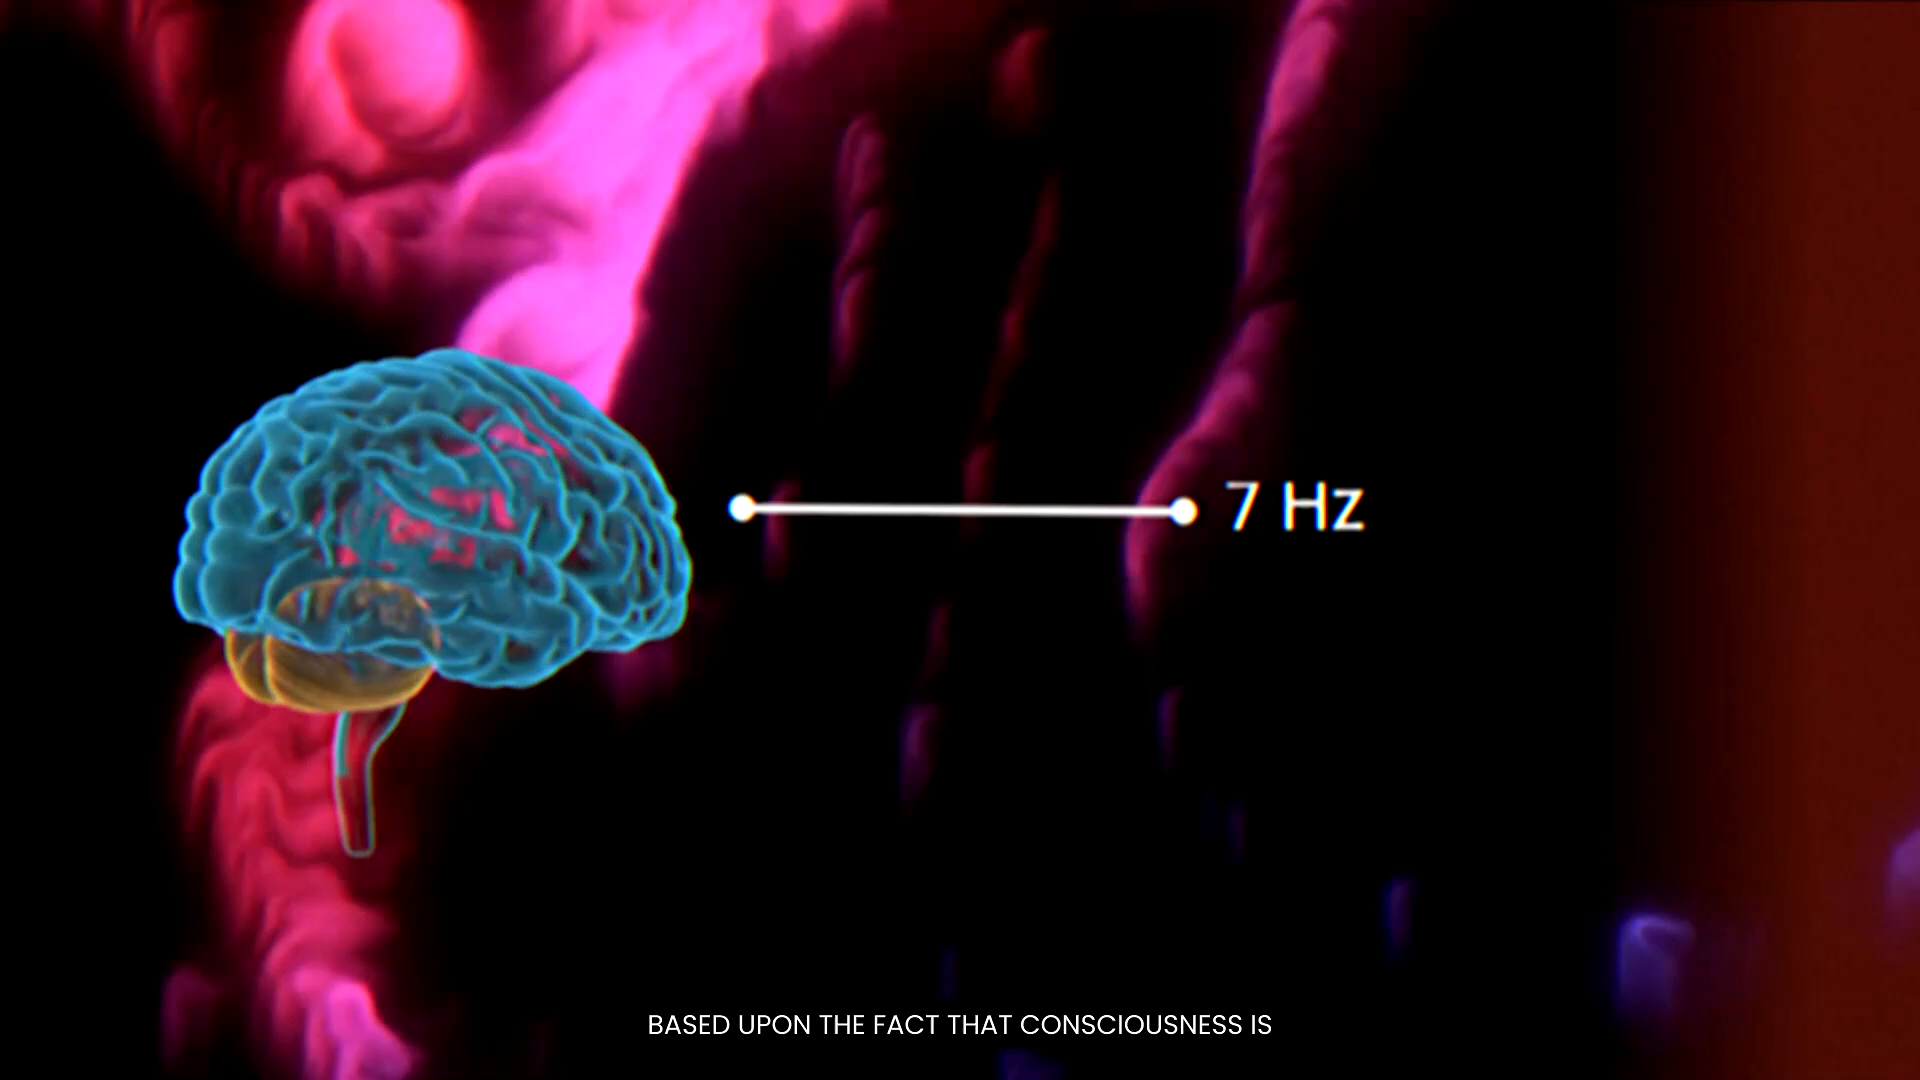 7 Hz
BASED UPON THE FACT THAT CONSCIOUSNESS IS